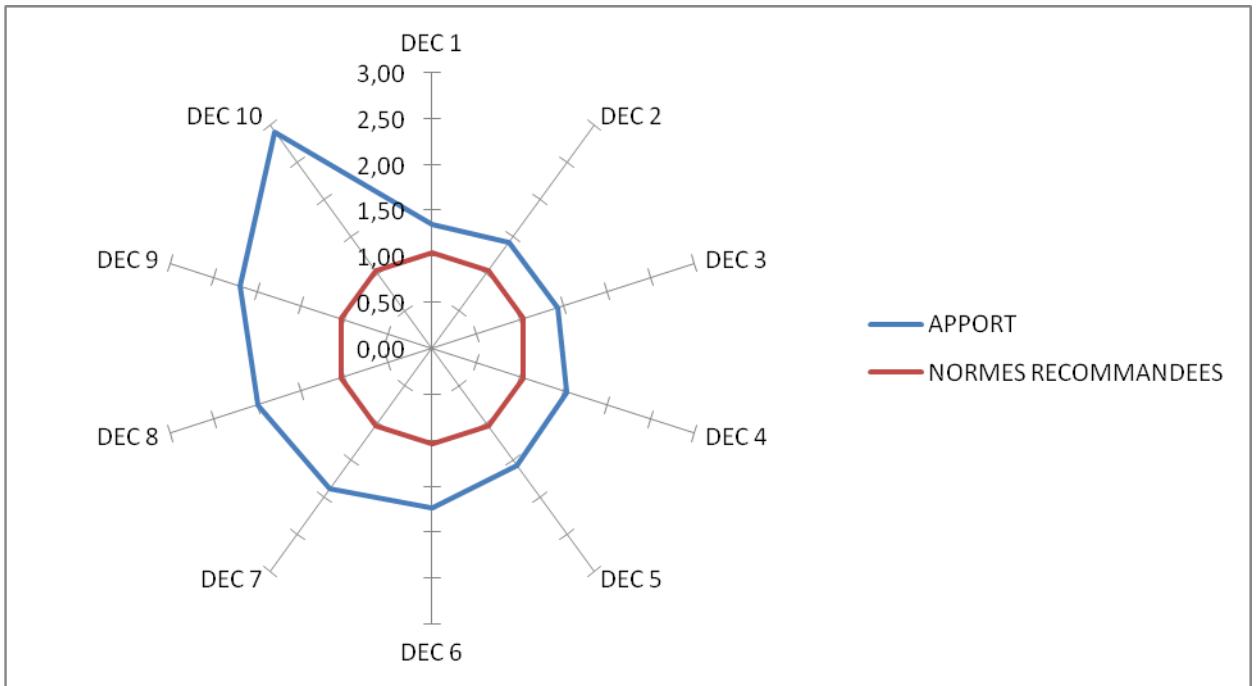 DEC 1
3,00
2,50
2,00
1,50
1,00
0,50
0,00
DEC 2
DEC 3
DEC 4
DEC 5
DEC 6
DEC 7
DEC 8
DEC 9
DEC 10
APPORT
NORMES RECOMMANDEES